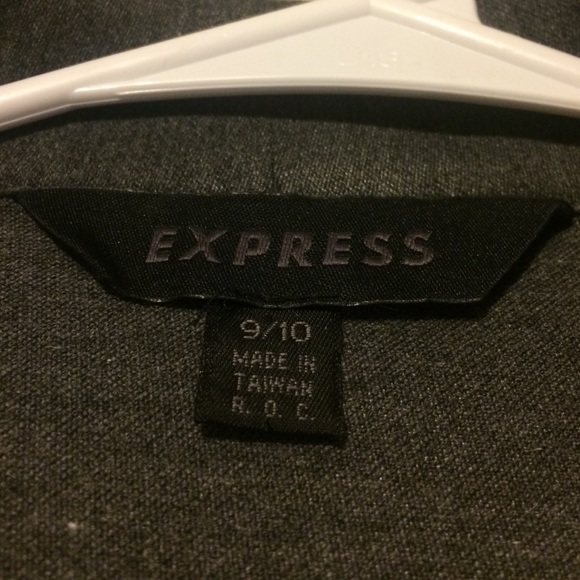 EXPRESS
9/10
MADE IN
TAIWAN
R. O. C.